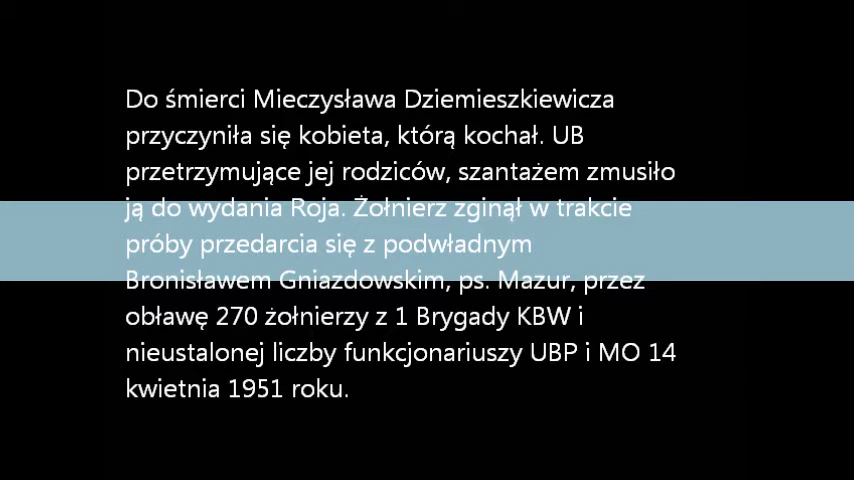 Do śmierci Mieczysława Dziemieszkiewicza
przyczyniła się kobieta, którą kochał. UB
przetrzymujące jej rodziców, szantażem zmusiło
ją do wydania Roja. Żołnierz zginął w trakcie
próby przedarcia się z podwładnym
Bronisławem Gniazdowskim, ps. Mazur, przez
obławę 270 żołnierzy z 1 Brygady KBW i
nieustalonej liczby funkcjonariuszy UBP i MO 14
kwietnia 1951 roku.